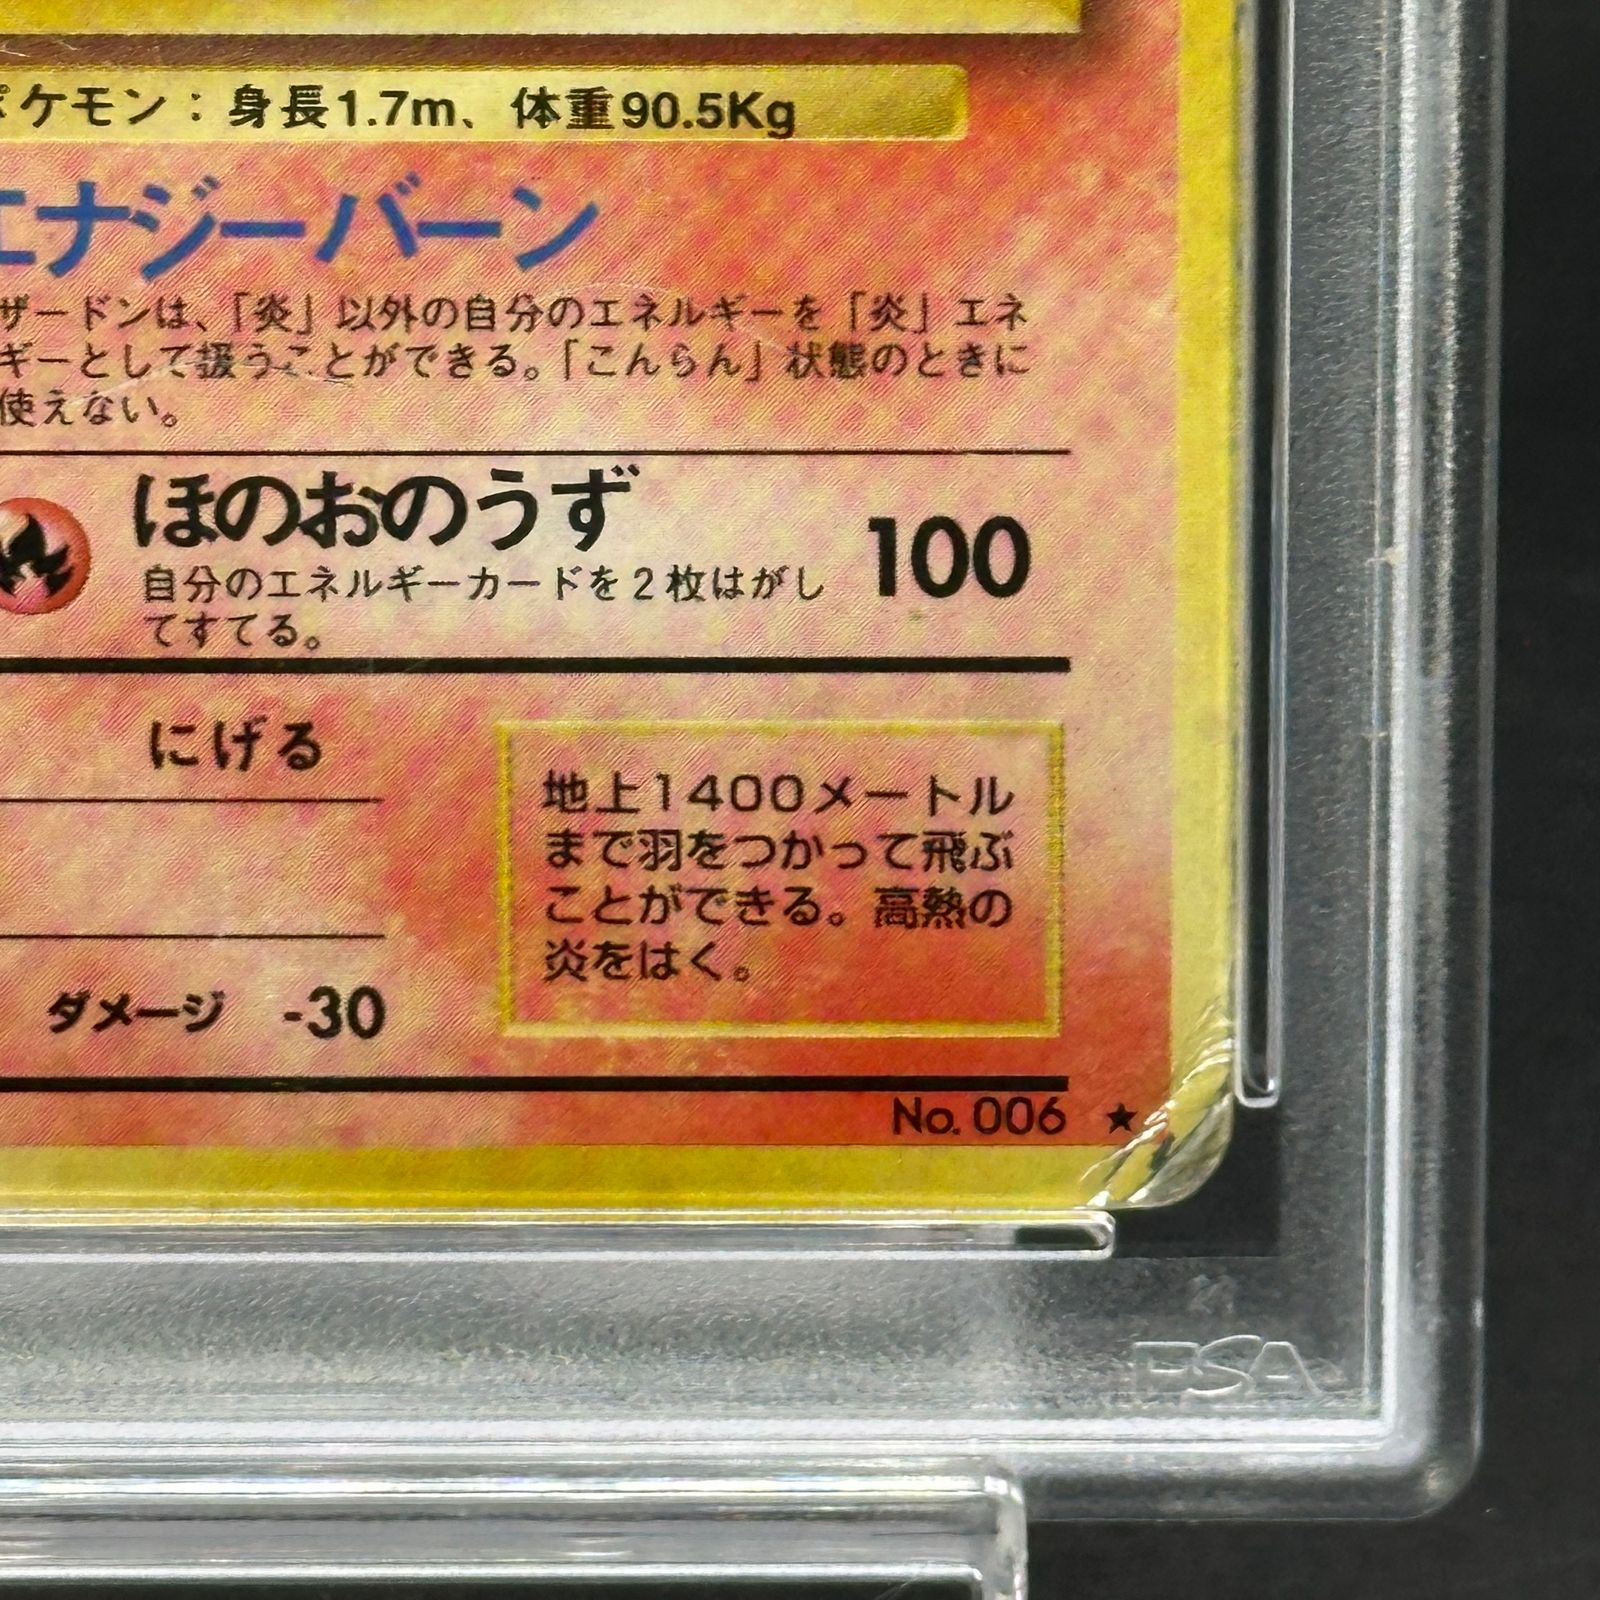 ポケモン：身長1.7m、体重90.5Kg
エナジーバーン
ザードンは、「炎」以外の自分のエネルギーを「炎」エネ
ギーとして扱うことができる。「こんらん」状態のときに
使えない。
ほのおのうず 100
自分のエネルギーカードを2枚はがし
てすてる。
にげる
地上1400メートル
まで羽をつかって飛ぶ
ことができる。高熱の
炎をはく。
ダメージ -30
No. 006 ★
PSA